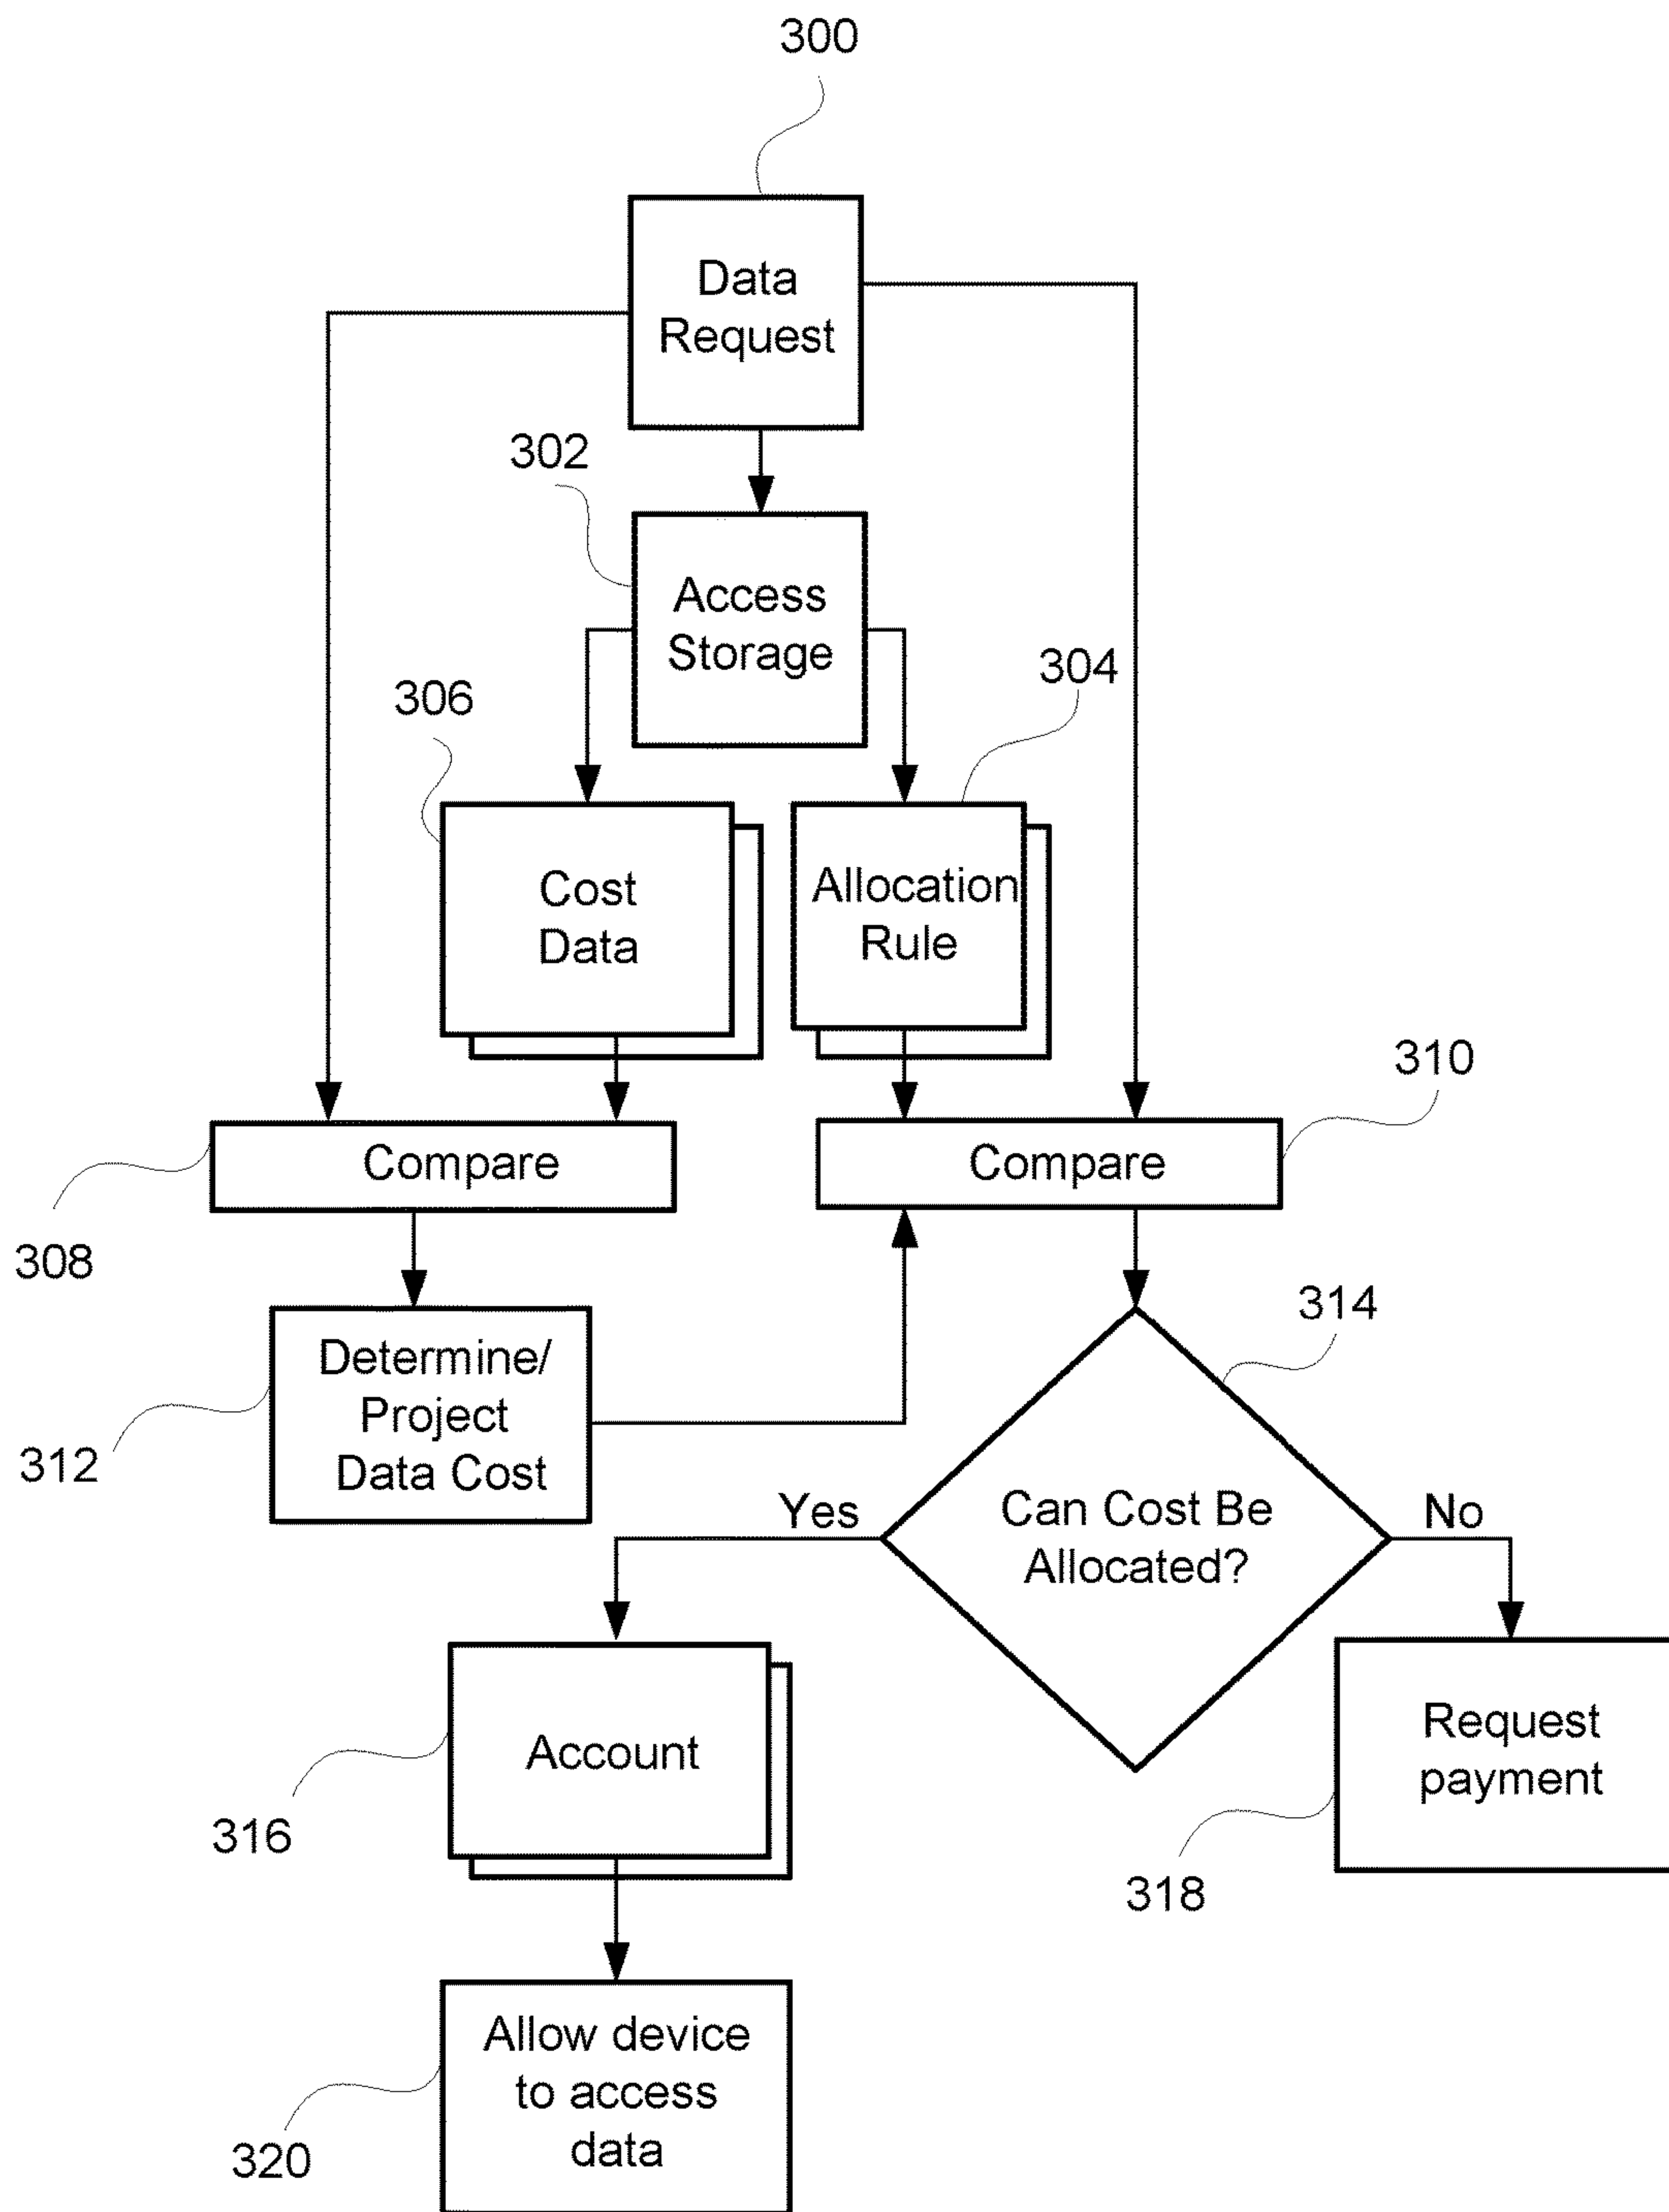 300
Data
Request
302
Access
Storage
304
306
Cost
Data
Allocation
Rule
310
Compare
Compare
308
314
Determine/
Project
Data Cost
312
Yes
Can Cost Be
Allocated?
No
Account
Request
payment
316
318
Allow device
to access
data
320